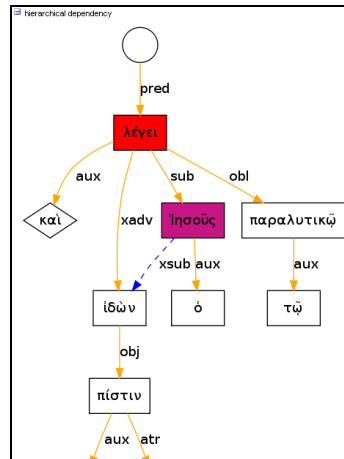 hierarchical dependency
pred
λέγει
aux
sub
obl
xadv
καὶ
Ἰησοῦς
παραλυτικῷ
xsub
aux
aux
ἰδὼν
ὁ
τῷ
obj
πίστιν
aux
atr